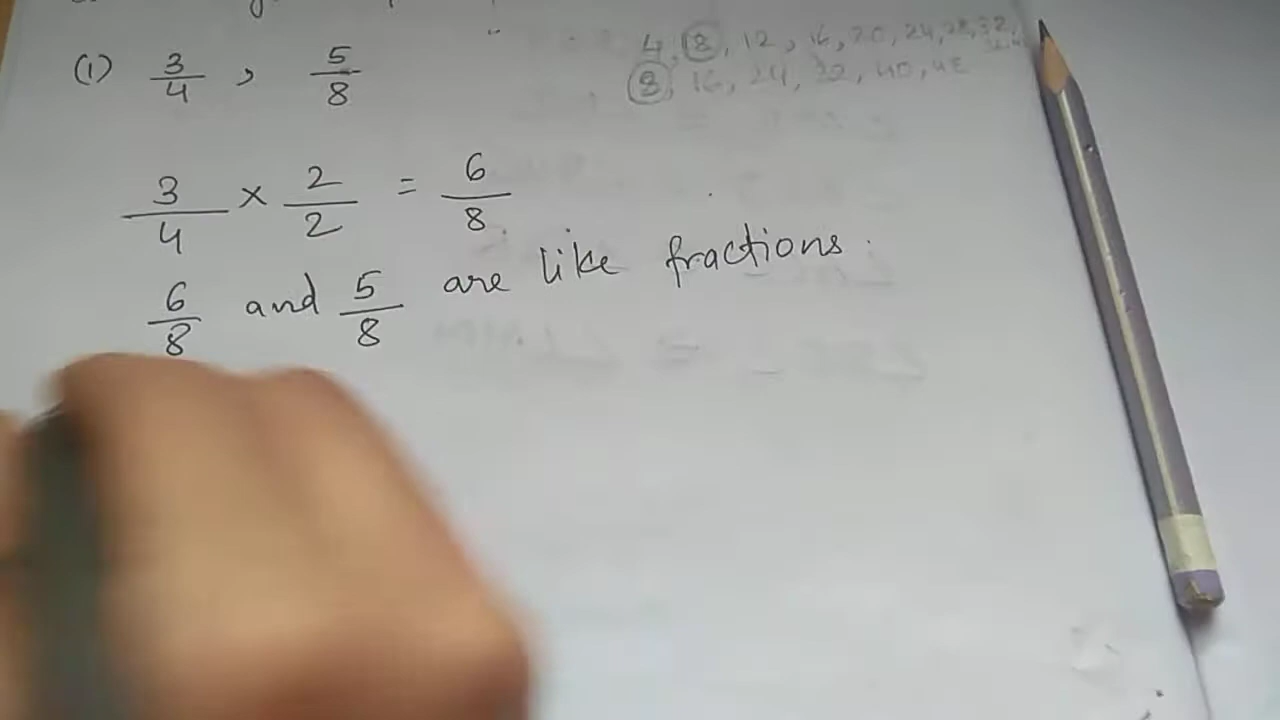 (1) 3/4 , 5/8
4, 8, 12, 16, 20, 24, 28, 32,
8, 16, 24, 32, 40, 48
3/4 × 2/2 = 6/8
6/8 and 5/8 are like fractions.